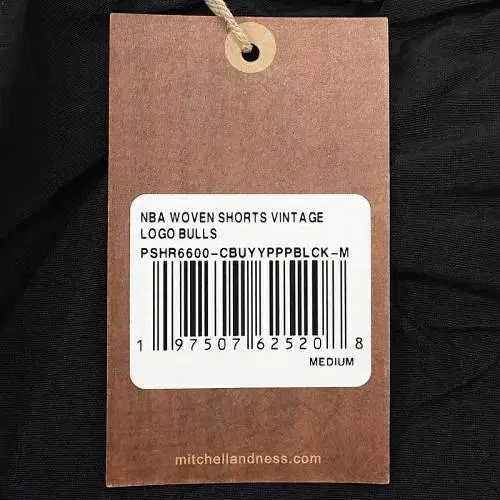 NBA WOVEN SHORTS VINTAGE
LOGO BULLS
PSHR6600-CBUYYPPPBLCK-M
1 97507 62520 8
MEDIUM
mitchellandness.com